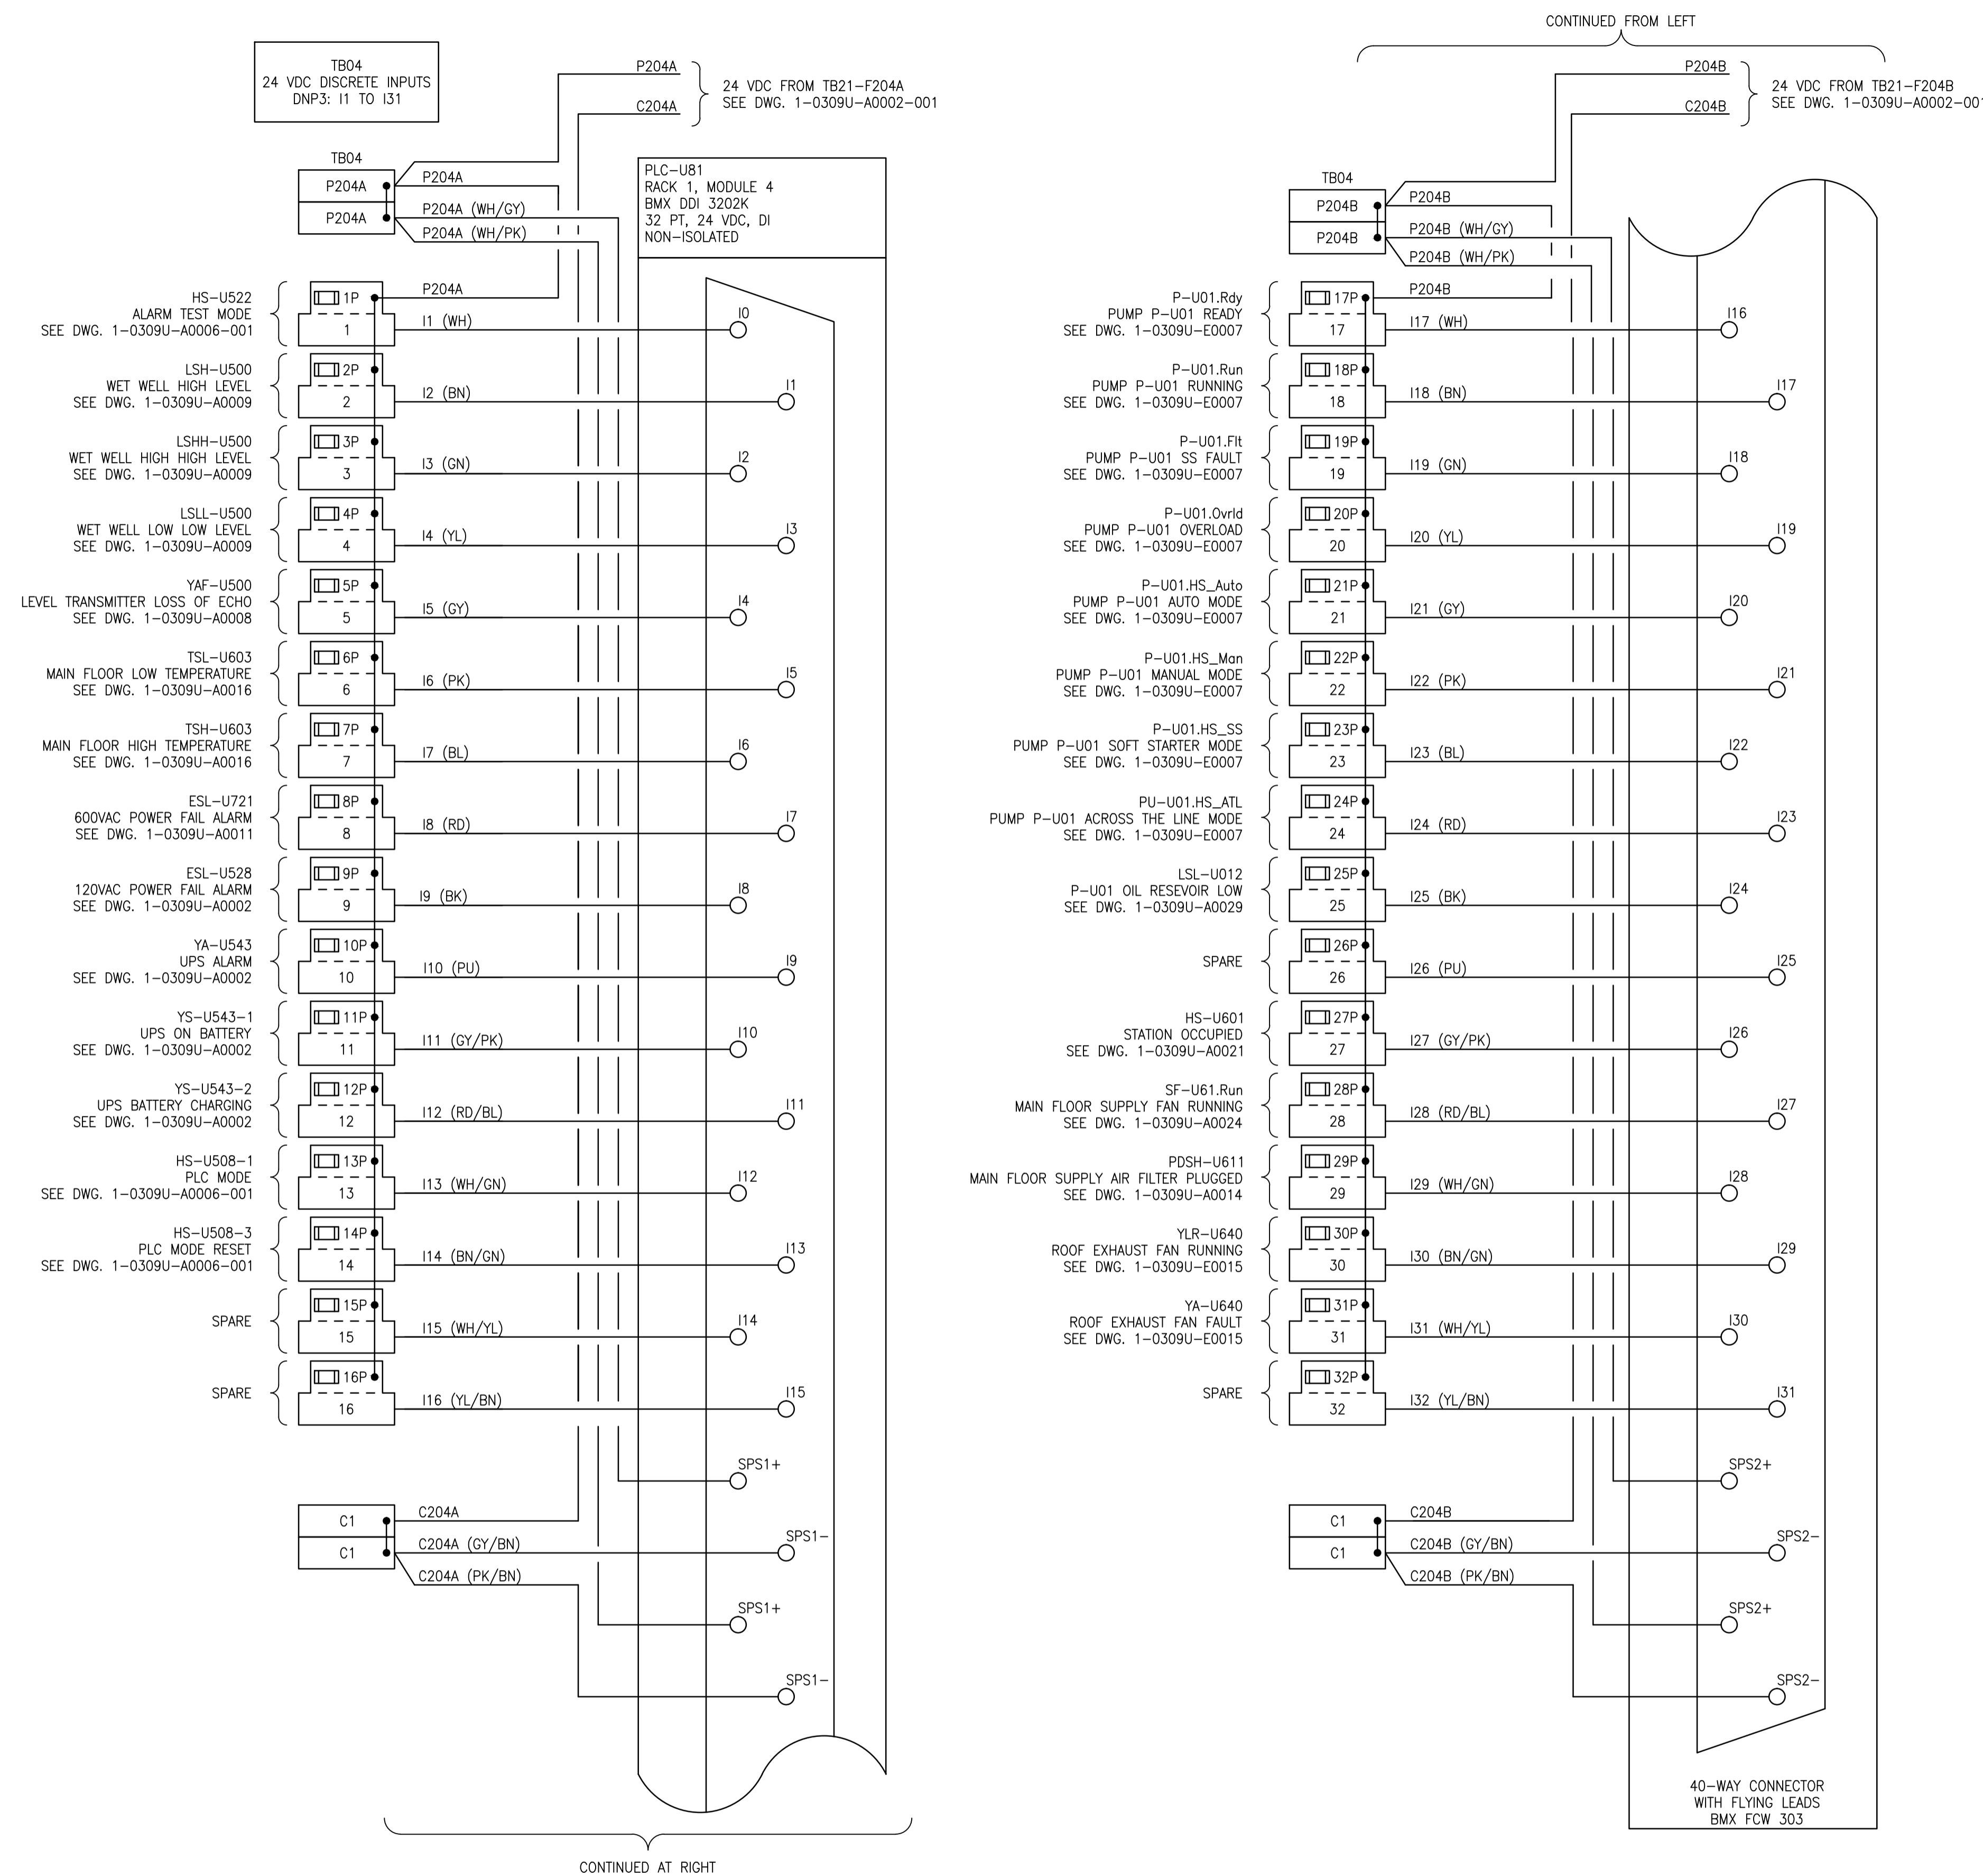 TB04
24 VDC DISCRETE INPUTS
DNP3: I1 TO I31
P204A
C204A
24 VDC FROM TB21-F204A
SEE DWG. 1-0309U-A0002-001
TB04
P204A
P204A
P204A
P204A (WH/GY)
P204A (WH/PK)
PLC-U81
RACK 1, MODULE 4
BMX DDI 3202K
32 PT, 24 VDC, DI
NON-ISOLATED
P204A
HS-U522
ALARM TEST MODE
SEE DWG. 1-0309U-A0006-001
1P
1
I1 (WH)
I0
LSH-U500
WET WELL HIGH LEVEL
SEE DWG. 1-0309U-A0009
2P
2
I2 (BN)
I1
LSHH-U500
WET WELL HIGH HIGH LEVEL
SEE DWG. 1-0309U-A0009
3P
3
I3 (GN)
I2
LSLL-U500
WET WELL LOW LOW LEVEL
SEE DWG. 1-0309U-A0009
4P
4
I4 (YL)
I3
YAF-U500
LEVEL TRANSMITTER LOSS OF ECHO
SEE DWG. 1-0309U-A0008
5P
5
I5 (GY)
I4
TSL-U603
MAIN FLOOR LOW TEMPERATURE
SEE DWG. 1-0309U-A0016
6P
6
I6 (PK)
I5
TSH-U603
MAIN FLOOR HIGH TEMPERATURE
SEE DWG. 1-0309U-A0016
7P
7
I7 (BL)
I6
ESL-U721
600VAC POWER FAIL ALARM
SEE DWG. 1-0309U-A0011
8P
8
I8 (RD)
I7
ESL-U528
120VAC POWER FAIL ALARM
SEE DWG. 1-0309U-A0002
9P
9
I9 (BK)
I8
YA-U543
UPS ALARM
SEE DWG. 1-0309U-A0002
10P
10
I10 (PU)
I9
YS-U543-1
UPS ON BATTERY
SEE DWG. 1-0309U-A0002
11P
11
I11 (GY/PK)
I10
YS-U543-2
UPS BATTERY CHARGING
SEE DWG. 1-0309U-A0002
12P
12
I12 (RD/BL)
I11
HS-U508-1
PLC MODE
SEE DWG. 1-0309U-A0006-001
13P
13
I13 (WH/GN)
I12
HS-U508-3
PLC MODE RESET
SEE DWG. 1-0309U-A0006-001
14P
14
I14 (BN/GN)
I13
SPARE
15P
15
I15 (WH/YL)
I14
SPARE
16P
16
I16 (YL/BN)
I15
SPS1+
C1
C1
C204A
C204A (GY/BN)
C204A (PK/BN)
SPS1-
SPS1+
SPS1-
CONTINUED AT RIGHT
CONTINUED FROM LEFT
P204B
C204B
24 VDC FROM TB21-F204B
SEE DWG. 1-0309U-A0002-001
TB04
P204B
P204B
P204B
P204B (WH/GY)
P204B (WH/PK)
P204B
P-U01.Rdy
PUMP P-U01 READY
SEE DWG. 1-0309U-E0007
17P
17
I17 (WH)
I16
P-U01.Run
PUMP P-U01 RUNNING
SEE DWG. 1-0309U-E0007
18P
18
I18 (BN)
I17
P-U01.Flt
PUMP P-U01 SS FAULT
SEE DWG. 1-0309U-E0007
19P
19
I19 (GN)
I18
P-U01.Ovrld
PUMP P-U01 OVERLOAD
SEE DWG. 1-0309U-E0007
20P
20
I20 (YL)
I19
P-U01.HS_Auto
PUMP P-U01 AUTO MODE
SEE DWG. 1-0309U-E0007
21P
21
I21 (GY)
I20
P-U01.HS_Man
PUMP P-U01 MANUAL MODE
SEE DWG. 1-0309U-E0007
22P
22
I22 (PK)
I21
P-U01.HS_SS
PUMP P-U01 SOFT STARTER MODE
SEE DWG. 1-0309U-E0007
23P
23
I23 (BL)
I22
PU-U01.HS_ATL
PUMP P-U01 ACROSS THE LINE MODE
SEE DWG. 1-0309U-E0007
24P
24
I24 (RD)
I23
LSL-U012
P-U01 OIL RESEVOIR LOW
SEE DWG. 1-0309U-A0029
25P
25
I25 (BK)
I24
SPARE
26P
26
I26 (PU)
I25
HS-U601
STATION OCCUPIED
SEE DWG. 1-0309U-A0021
27P
27
I27 (GY/PK)
I26
SF-U61.Run
MAIN FLOOR SUPPLY FAN RUNNING
SEE DWG. 1-0309U-A0024
28P
28
I28 (RD/BL)
I27
PDSH-U611
MAIN FLOOR SUPPLY AIR FILTER PLUGGED
SEE DWG. 1-0309U-A0014
29P
29
I29 (WH/GN)
I28
YLR-U640
ROOF EXHAUST FAN RUNNING
SEE DWG. 1-0309U-E0015
30P
30
I30 (BN/GN)
I29
YA-U640
ROOF EXHAUST FAN FAULT
SEE DWG. 1-0309U-E0015
31P
31
I31 (WH/YL)
I30
SPARE
32P
32
I32 (YL/BN)
I31
SPS2+
C1
C1
C204B
C204B (GY/BN)
C204B (PK/BN)
SPS2-
SPS2+
SPS2-
40-WAY CONNECTOR
WITH FLYING LEADS
BMX FCW 303